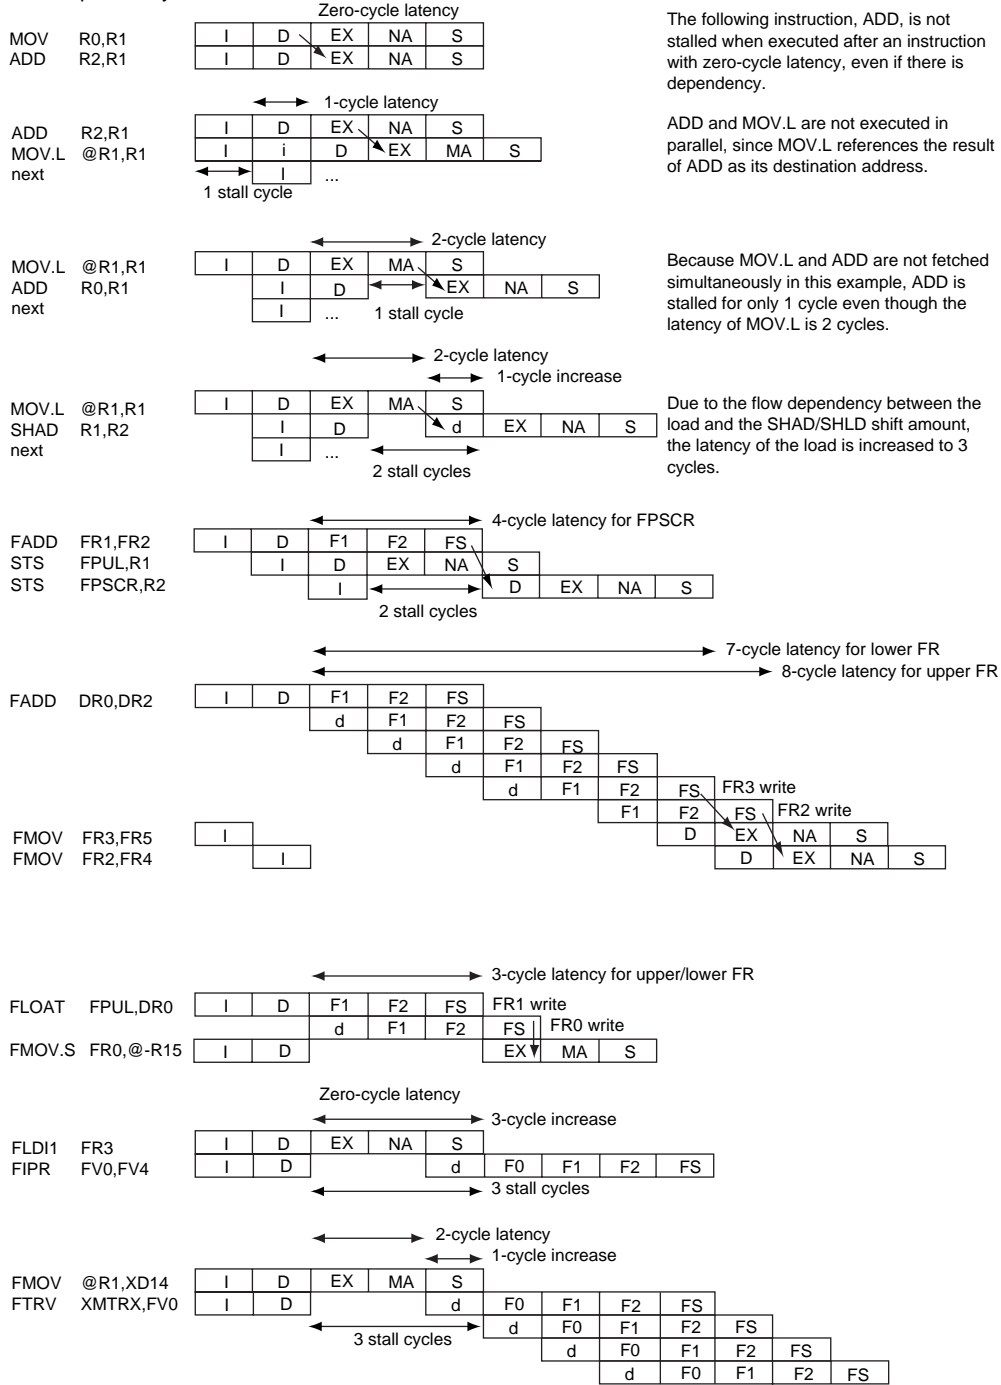 Zero-cycle latency
MOV R0,R1 I D EX NA S
ADD R2,R1 I D EX NA S
The following instruction, ADD, is not
stalled when executed after an instruction
with zero-cycle latency, even if there is
dependency.
1-cycle latency
ADD R2,R1 I D EX NA S
MOV.L @R1,R1 I i D EX MA S
next I ...
1 stall cycle
ADD and MOV.L are not executed in
parallel, since MOV.L references the result
of ADD as its destination address.
2-cycle latency
MOV.L @R1,R1 I D EX MA S
ADD R0,R1 I D EX NA S
next I ...
1 stall cycle
Because MOV.L and ADD are not fetched
simultaneously in this example, ADD is
stalled for only 1 cycle even though the
latency of MOV.L is 2 cycles.
2-cycle latency
1-cycle increase
MOV.L @R1,R1 I D EX MA S
SHAD R1,R2 I D d EX NA S
next I ...
2 stall cycles
Due to the flow dependency between the
load and the SHAD/SHLD shift amount,
the latency of the load is increased to 3
cycles.
4-cycle latency for FPSCR
FADD FR1,FR2 I D F1 F2 FS
STS FPUL,R1 I D EX NA S
STS FPSCR,R2 I D EX NA S
2 stall cycles
7-cycle latency for lower FR
8-cycle latency for upper FR
FADD DR0,DR2 I D F1 F2 FS
d F1 F2 FS
d F1 F2 FS
d F1 F2 FS
d F1 F2 FS FR3 write
F1 F2 FS FR2 write
FMOV FR3,FR5 I D EX NA S
FMOV FR2,FR4 I D EX NA S
3-cycle latency for upper/lower FR
FLOAT FPUL,DR0 I D F1 F2 FS FR1 write
d F1 F2 FS FR0 write
FMOV.S FR0,@-R15 I D EX MA S
Zero-cycle latency
3-cycle increase
FLDI1 FR3 I D EX NA S
FIPR FV0,FV4 I D d F0 F1 F2 FS
3 stall cycles
2-cycle latency
1-cycle increase
FMOV @R1,XD14 I D EX MA S
FTRV XMTRX,FV0 I D d F0 F1 F2 FS
3 stall cycles d F0 F1 F2 FS
d F0 F1 F2 FS
d F0 F1 F2 FS